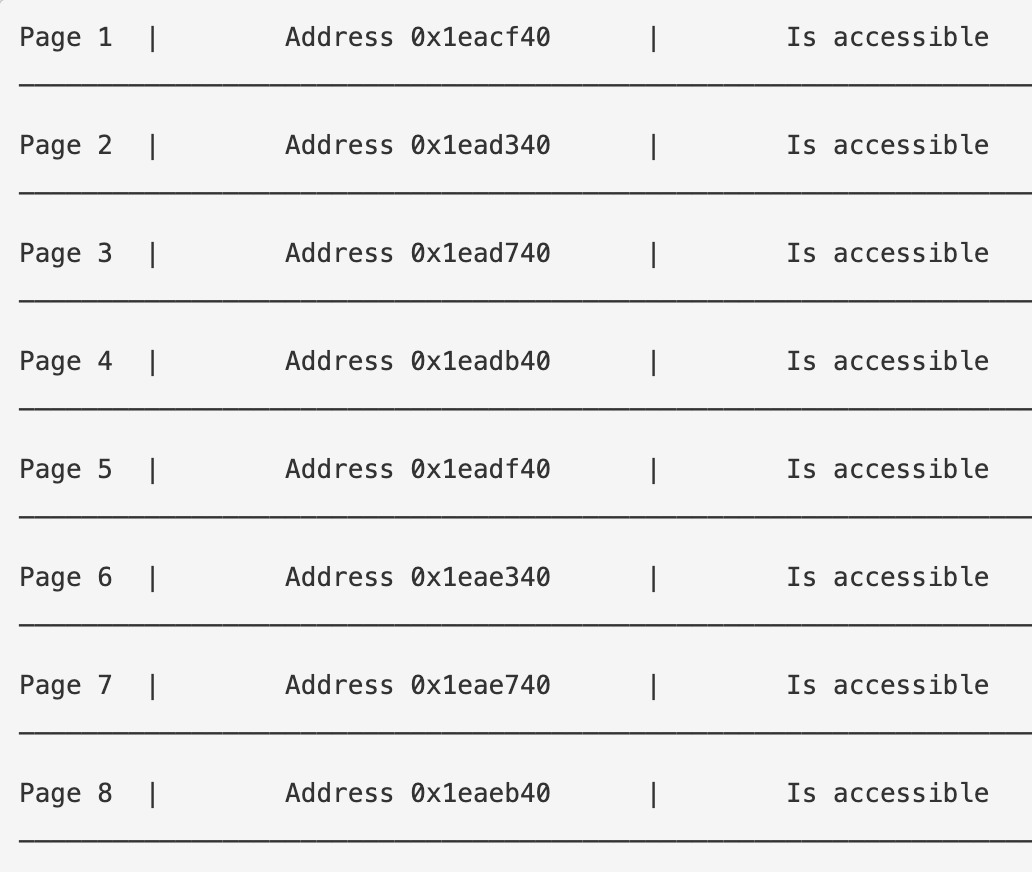 Page 1 | Address 0x1eacf40 | Is accessible
Page 2 | Address 0x1ead340 | Is accessible
Page 3 | Address 0x1ead740 | Is accessible
Page 4 | Address 0x1eadb40 | Is accessible
Page 5 | Address 0x1eadf40 | Is accessible
Page 6 | Address 0x1eae340 | Is accessible
Page 7 | Address 0x1eae740 | Is accessible
Page 8 | Address 0x1eaeb40 | Is accessible